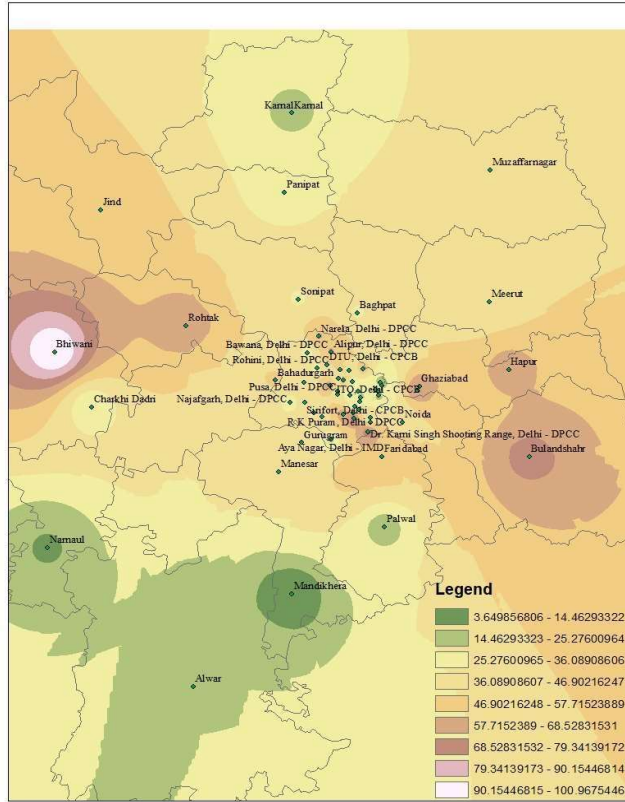 KarnalKarnal
Muzaffarnagar
Panipat
Jind
Sonipat
Meerut
Baghpat
Rohtak
Narela, Delhi - DPCC
Bawana, Delhi - DPCC
Alipur, Delhi - DPCC
Bhiwani
DTU, Delhi - CPCB
Rohini, Delhi - DPCC
Hapur
Bahadurgarh
Ghaziabad
Pusa, Delhi - DPCC
ITO, Delhi - CPCB
Najafgarh, Delhi - DPCC
Charkhi Dadri
Sirifort, Delhi - CPCB
Noida
R K Puram, Delhi - DPCC
Gurugram
Dr. Karni Singh Shooting Range, Delhi - DPCC
Aya Nagar, Delhi - IMD
Faridabad
Bulandshahr
Manesar
Palwal
Narnaul
Mandikhera
Alwar
Legend
3.649856806 - 14.46293322
14.46293323 - 25.27600964
25.27600965 - 36.08908606
36.08908607 - 46.90216247
46.90216248 - 57.71523889
57.7152389 - 68.52831531
68.52831532 - 79.34139172
79.34139173 - 90.15446814
90.15446815 - 100.9675446